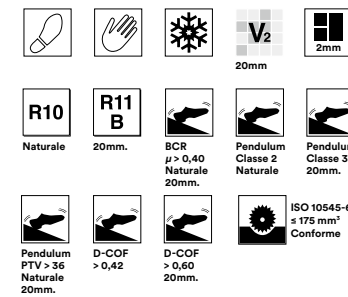 V2
2mm
20mm
R10
R11
B
Naturale
20mm.
BCR
μ > 0,40
Naturale
20mm.
Pendulum
Classe 2
Naturale
Pendulum
Classe 3
20mm.
Pendulum
PTV > 36
Naturale
20mm.
D-COF
> 0,42
D-COF
> 0,60
20mm.
ISO 10545-6
≤ 175 mm³
Conforme